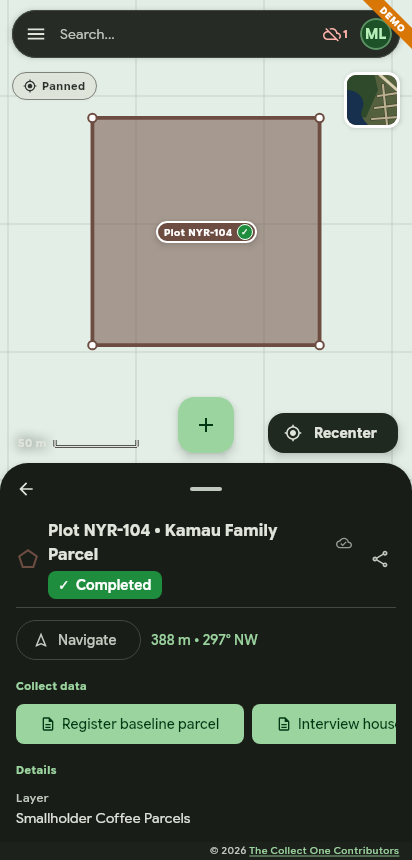 DEMO
Search...
1
ML
Panned
Plot NYR-104 ✓
50 m
+
Recenter
Plot NYR-104 • Kamau Family
Parcel
✓ Completed
Navigate
388 m • 297° NW
Collect data
Register baseline parcel
Interview house
Details
Layer
Smallholder Coffee Parcels
© 2026 The Collect One Contributors